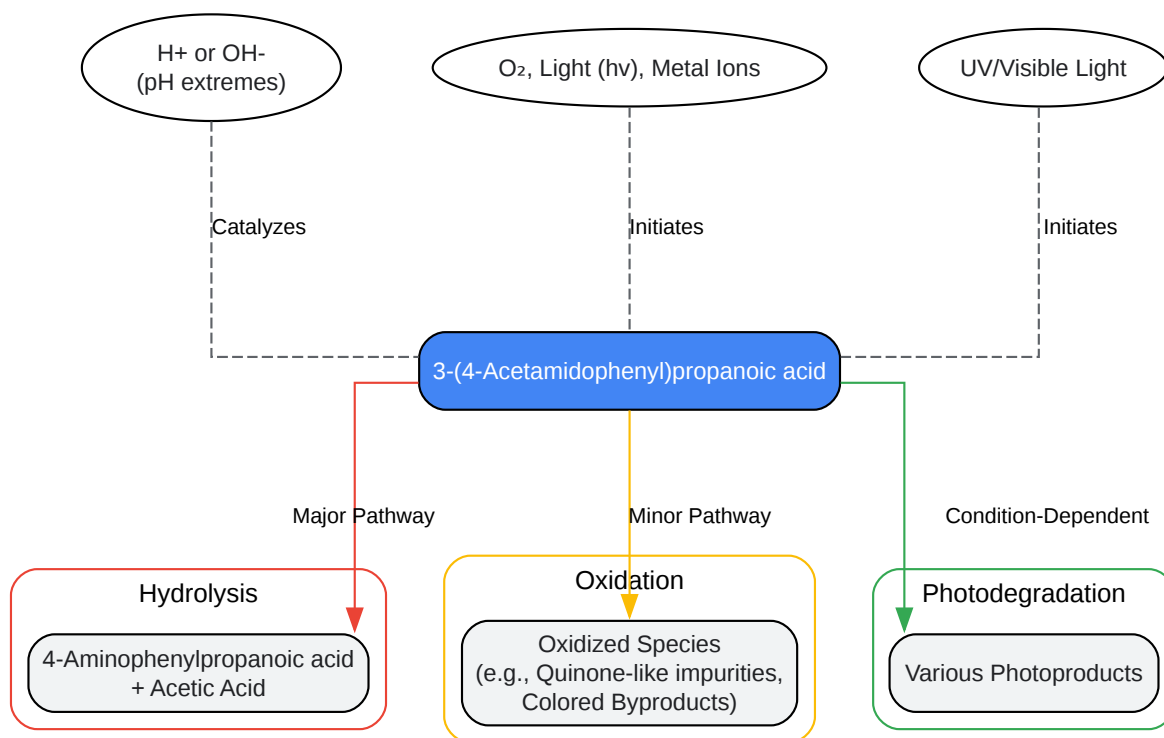 H+ or OH-
(pH extremes)
O₂, Light (hv), Metal Ions
UV/Visible Light
Catalyzes
Initiates
Initiates
3-(4-Acetamidophenyl)propanoic acid
Major Pathway
Minor Pathway
Condition-Dependent
Hydrolysis
Oxidation
Photodegradation
4-Aminophenylpropanoic acid
+ Acetic Acid
Oxidized Species
(e.g., Quinone-like impurities,
Colored Byproducts)
Various Photoproducts